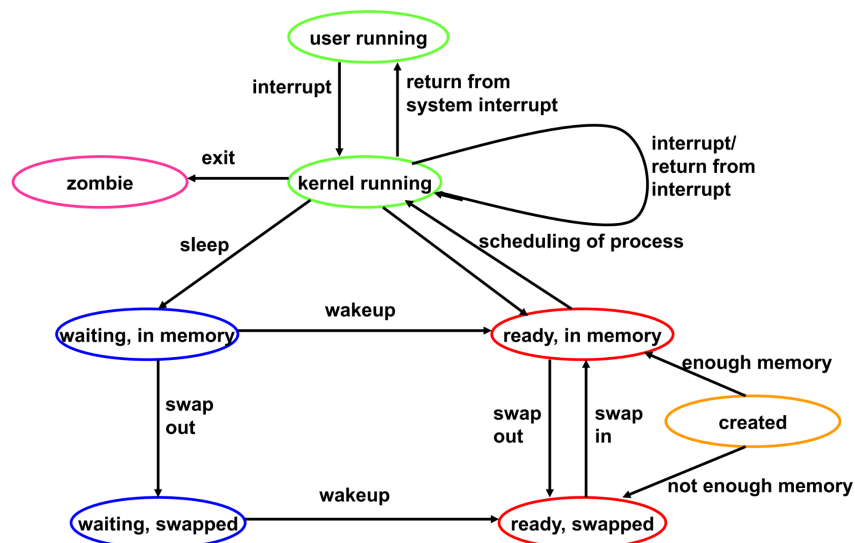 user running
interrupt
return from
system interrupt
exit
interrupt/
return from
interrupt
zombie
kernel running
sleep
scheduling of process
wakeup
waiting, in memory
ready, in memory
enough memory
swap
out
swap
out
swap
in
created
wakeup
not enough memory
waiting, swapped
ready, swapped